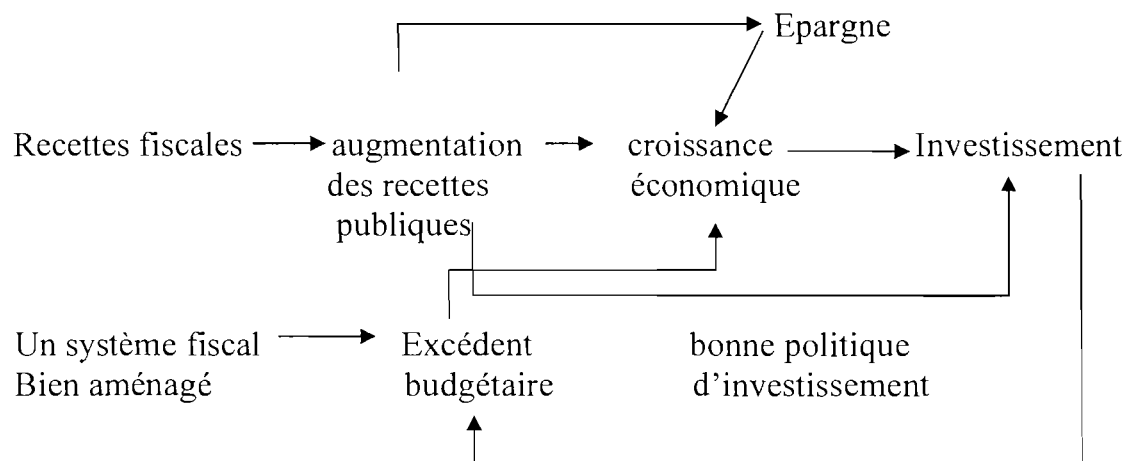 Epargne
Recettes fiscales augmentation croissance Investissement
des recettes économique
publiques
Un système fiscal Excédent bonne politique
Bien aménagé budgétaire d'investissement